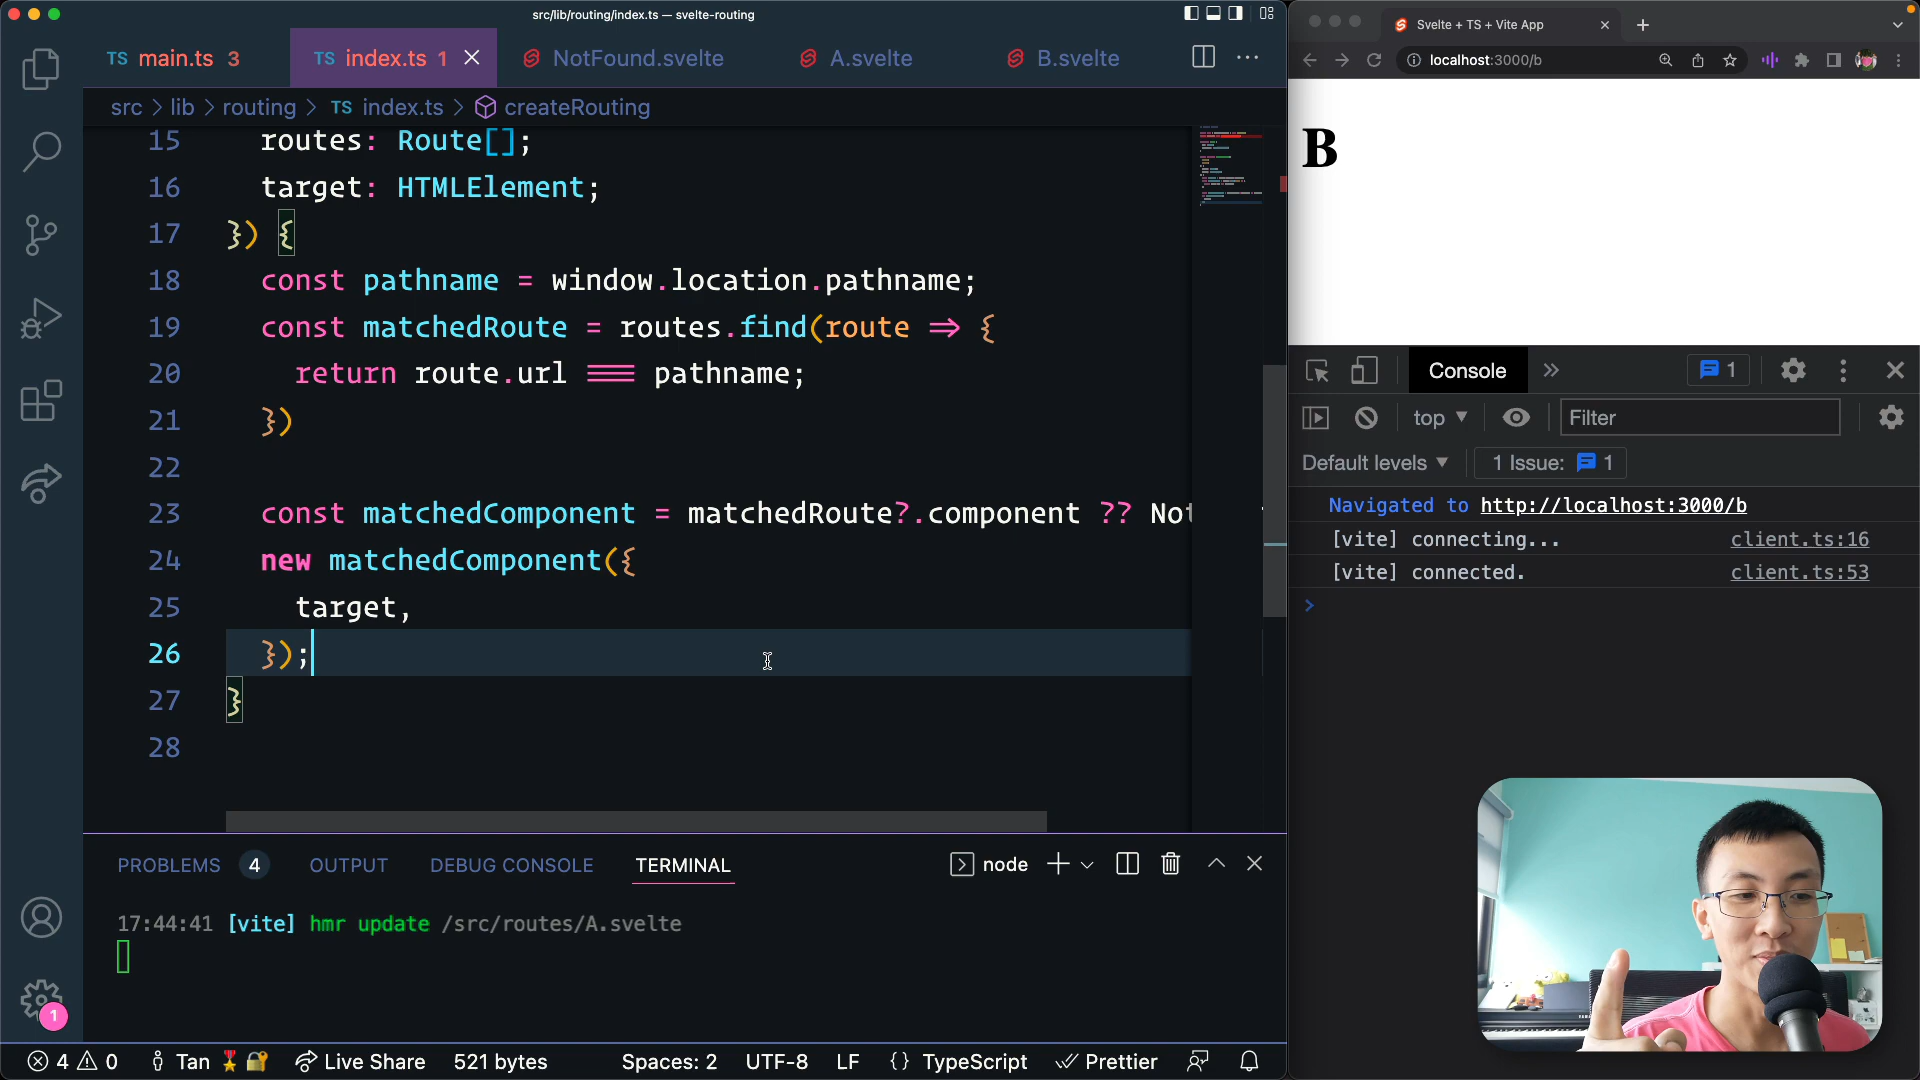 src/lib/routing/index.ts — svelte-routing
TS main.ts 3
TS index.ts 1
NotFound.svelte
A.svelte
B.svelte
src > lib > routing > TS index.ts > createRouting
15 routes: Route[];
16 target: HTMLElement;
17 }) {
18 const pathname = window.location.pathname;
19 const matchedRoute = routes.find(route => {
20 return route.url === pathname;
21 })
22
23 const matchedComponent = matchedRoute?.component ??
24 new matchedComponent({
25 target,
26 });
27 }
28
PROBLEMS 4 OUTPUT DEBUG CONSOLE TERMINAL
node
17:44:41 [vite] hmr update /src/routes/A.svelte
1
4 0 Tan Live Share 521 bytes Spaces: 2 UTF-8 LF {} TypeScript Prettier
Svelte + TS + Vite App
localhost:3000/b
B
Console 1
top Filter
Default levels 1 Issue: 1
Navigated to http://localhost:3000/b
[vite] connecting... client.ts:16
[vite] connected. client.ts:53